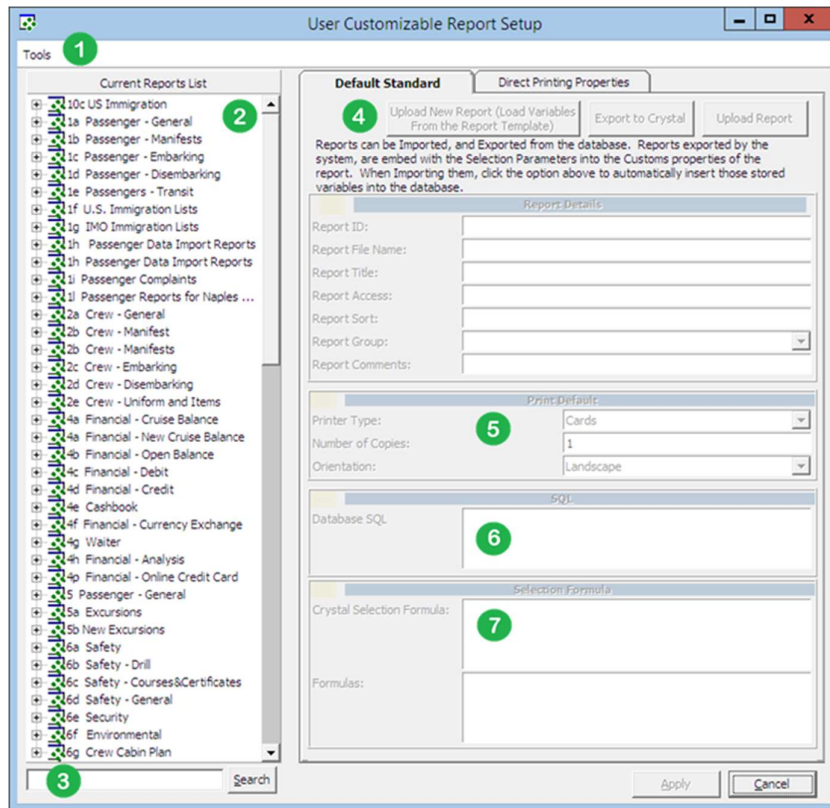 User Customizable Report Setup
Tools
1
Current Reports List
10c US Immigration
2
1a Passenger - General
1b Passenger - Manifests
1c Passenger - Embarking
1d Passenger - Disembarking
1e Passengers - Transit
1f U.S. Immigration Lists
1g IMO Immigration Lists
1h Passenger Data Import Reports
1h Passenger Data Import Reports
1i Passenger Complaints
1l Passenger Reports for Naples ...
2a Crew - General
2b Crew - Manifest
2b Crew - Manifests
2c Crew - Embarking
2d Crew - Disembarking
2e Crew - Uniform and Items
4a Financial - Cruise Balance
4a Financial - New Cruise Balance
4b Financial - Open Balance
4c Financial - Debit
4d Financial - Credit
4e Cashbook
4f Financial - Currency Exchange
4g Waiter
4h Financial - Analysis
4p Financial - Online Credit Card
5 Passenger - General
5a Excursions
5b New Excursions
6a Safety
6b Safety - Drill
6c Safety - Courses&Certificates
6d Safety - General
6e Security
6f Environmental
6g Crew Cabin Plan
3
Search
Default Standard
Direct Printing Properties
4
Upload New Report (Load Variables
From the Report Template)
Export to Crystal
Upload Report
Reports can be Imported, and Exported from the database. Reports exported by the
system, are embed with the Selection Parameters into the Customs properties of the
report. When Importing them, click the option above to automatically insert those stored
variables into the database.
Report Details
Report ID:
Report File Name:
Report Title:
Report Access:
Report Sort:
Report Group:
Report Comments:
Print Default
Printer Type:
Cards
5
Number of Copies:
1
Orientation:
Landscape
SQL
Database SQL
6
Selection Formula
Crystal Selection Formula:
7
Formulas:
Apply
Cancel